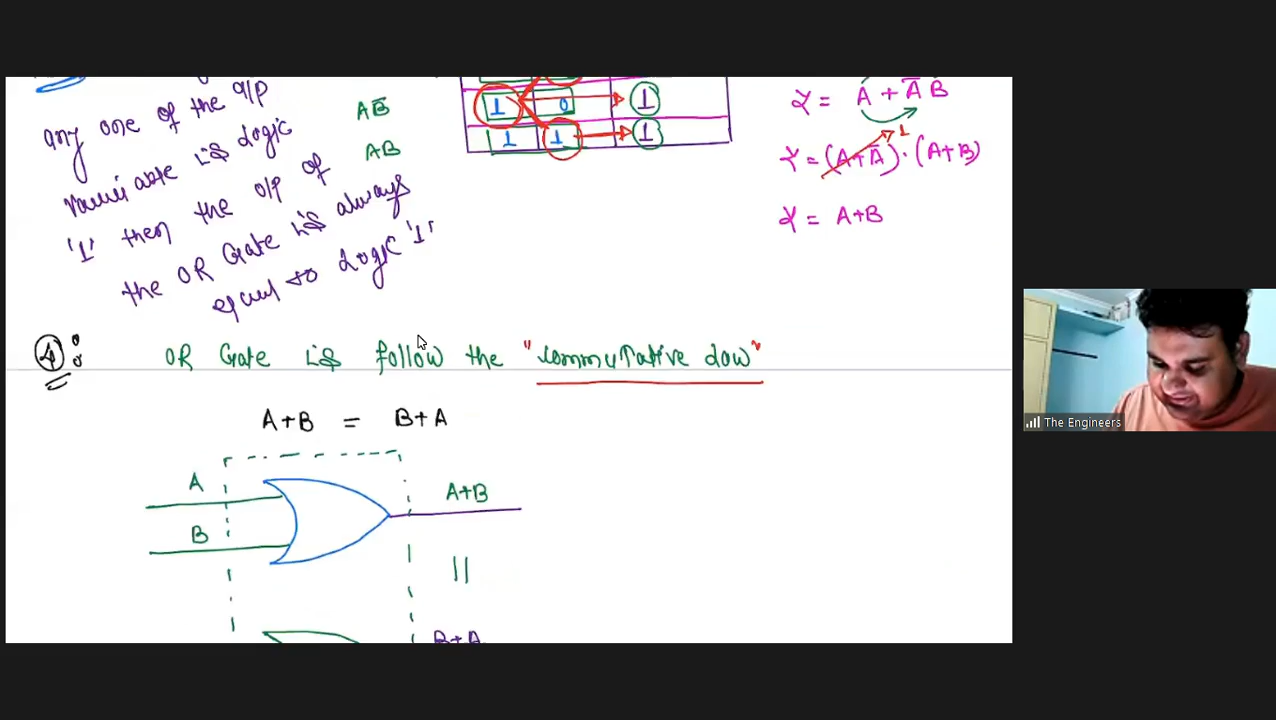 any one of the i/p
variable is Logic
'1' then the o/p of
the OR Gate is always
equal to Logic '1'
AB̅
AB
1 0 1
1 1 1
Y = A + A̅ B
Y = (A+A̅)·(A+B)
1
Y = A+B
4:
OR Gate is follow the "commutative Law"
A+B = B+A
A
B
A+B
||
B+A
The Engineers